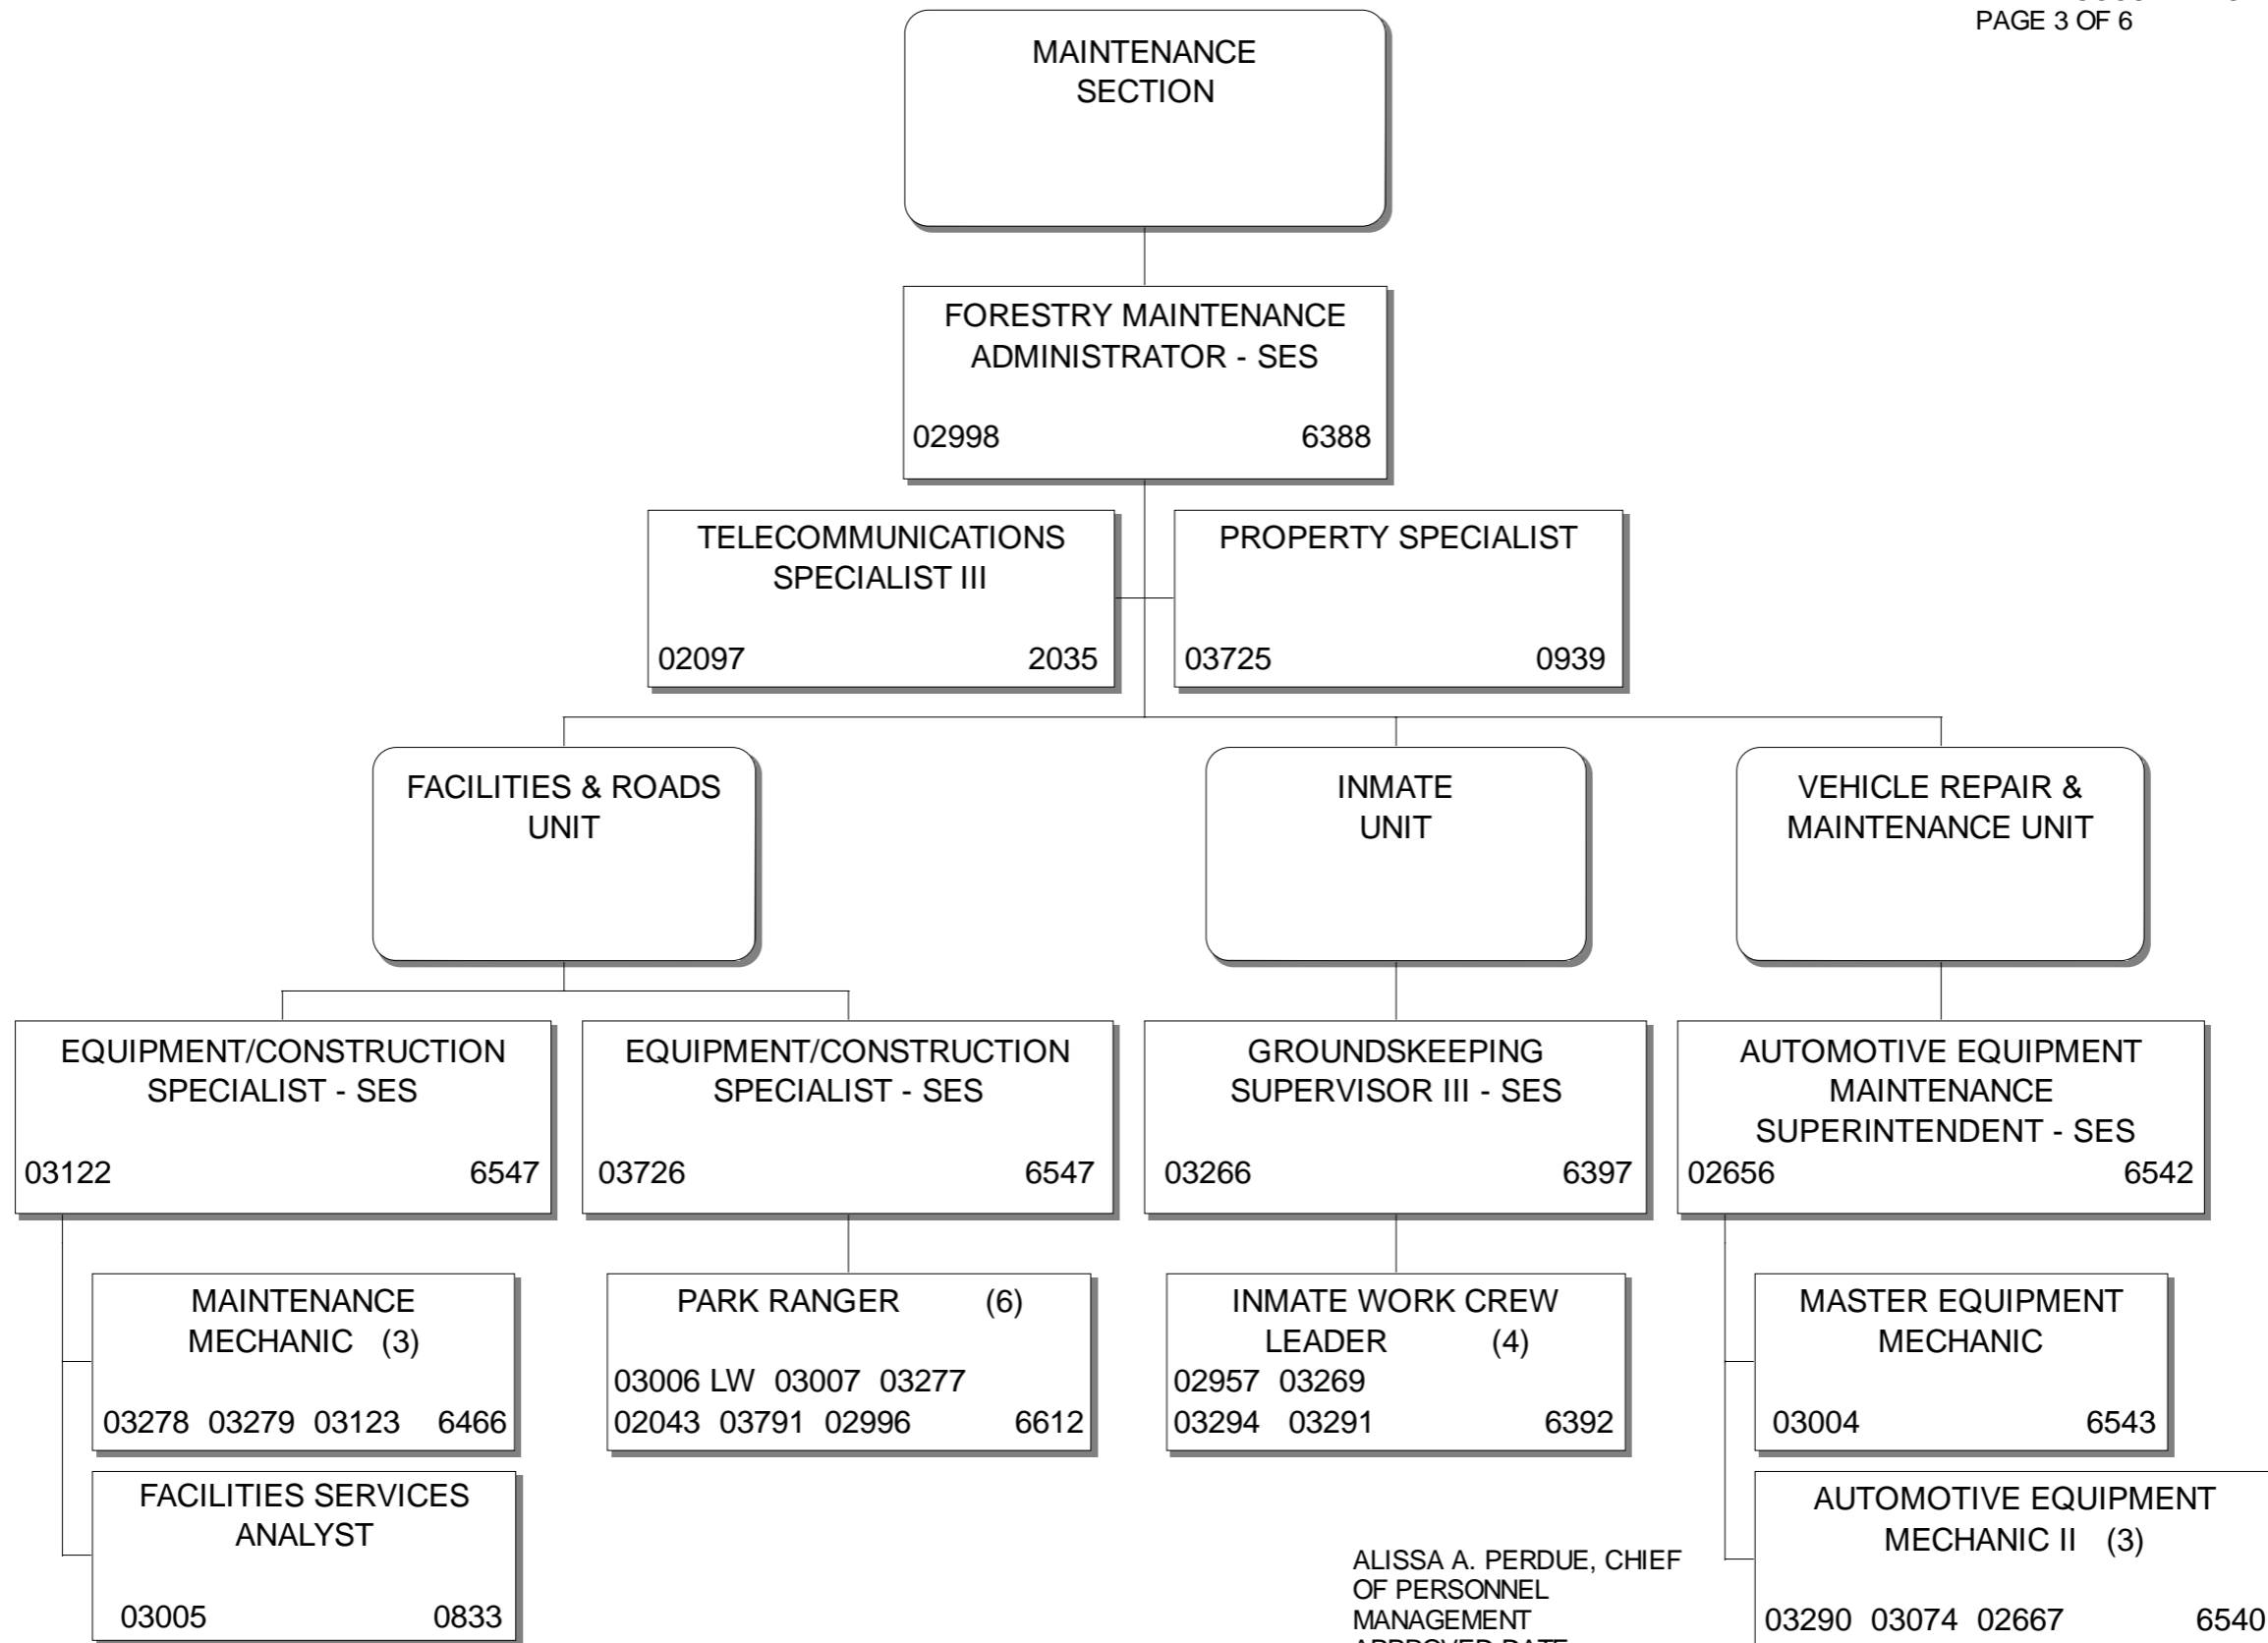 PAGE 3 OF 6
MAINTENANCE
SECTION
FORESTRY MAINTENANCE
ADMINISTRATOR - SES
02998 6388
TELECOMMUNICATIONS
SPECIALIST III
02097 2035
PROPERTY SPECIALIST
03725 0939
FACILITIES & ROADS
UNIT
INMATE
UNIT
VEHICLE REPAIR &
MAINTENANCE UNIT
EQUIPMENT/CONSTRUCTION
SPECIALIST - SES
03122 6547
EQUIPMENT/CONSTRUCTION
SPECIALIST - SES
03726 6547
GROUNDSKEEPING
SUPERVISOR III - SES
03266 6397
AUTOMOTIVE EQUIPMENT
MAINTENANCE
SUPERINTENDENT - SES
02656 6542
MAINTENANCE
MECHANIC (3)
03278 03279 03123 6466
PARK RANGER (6)
03006 LW 03007 03277
02043 03791 02996 6612
INMATE WORK CREW
LEADER (4)
02957 03269
03294 03291 6392
MASTER EQUIPMENT
MECHANIC
03004 6543
FACILITIES SERVICES
ANALYST
03005 0833
AUTOMOTIVE EQUIPMENT
MECHANIC II (3)
03290 03074 02667 6540
ALISSA A. PERDUE, CHIEF
OF PERSONNEL
MANAGEMENT
APPROVED DATE